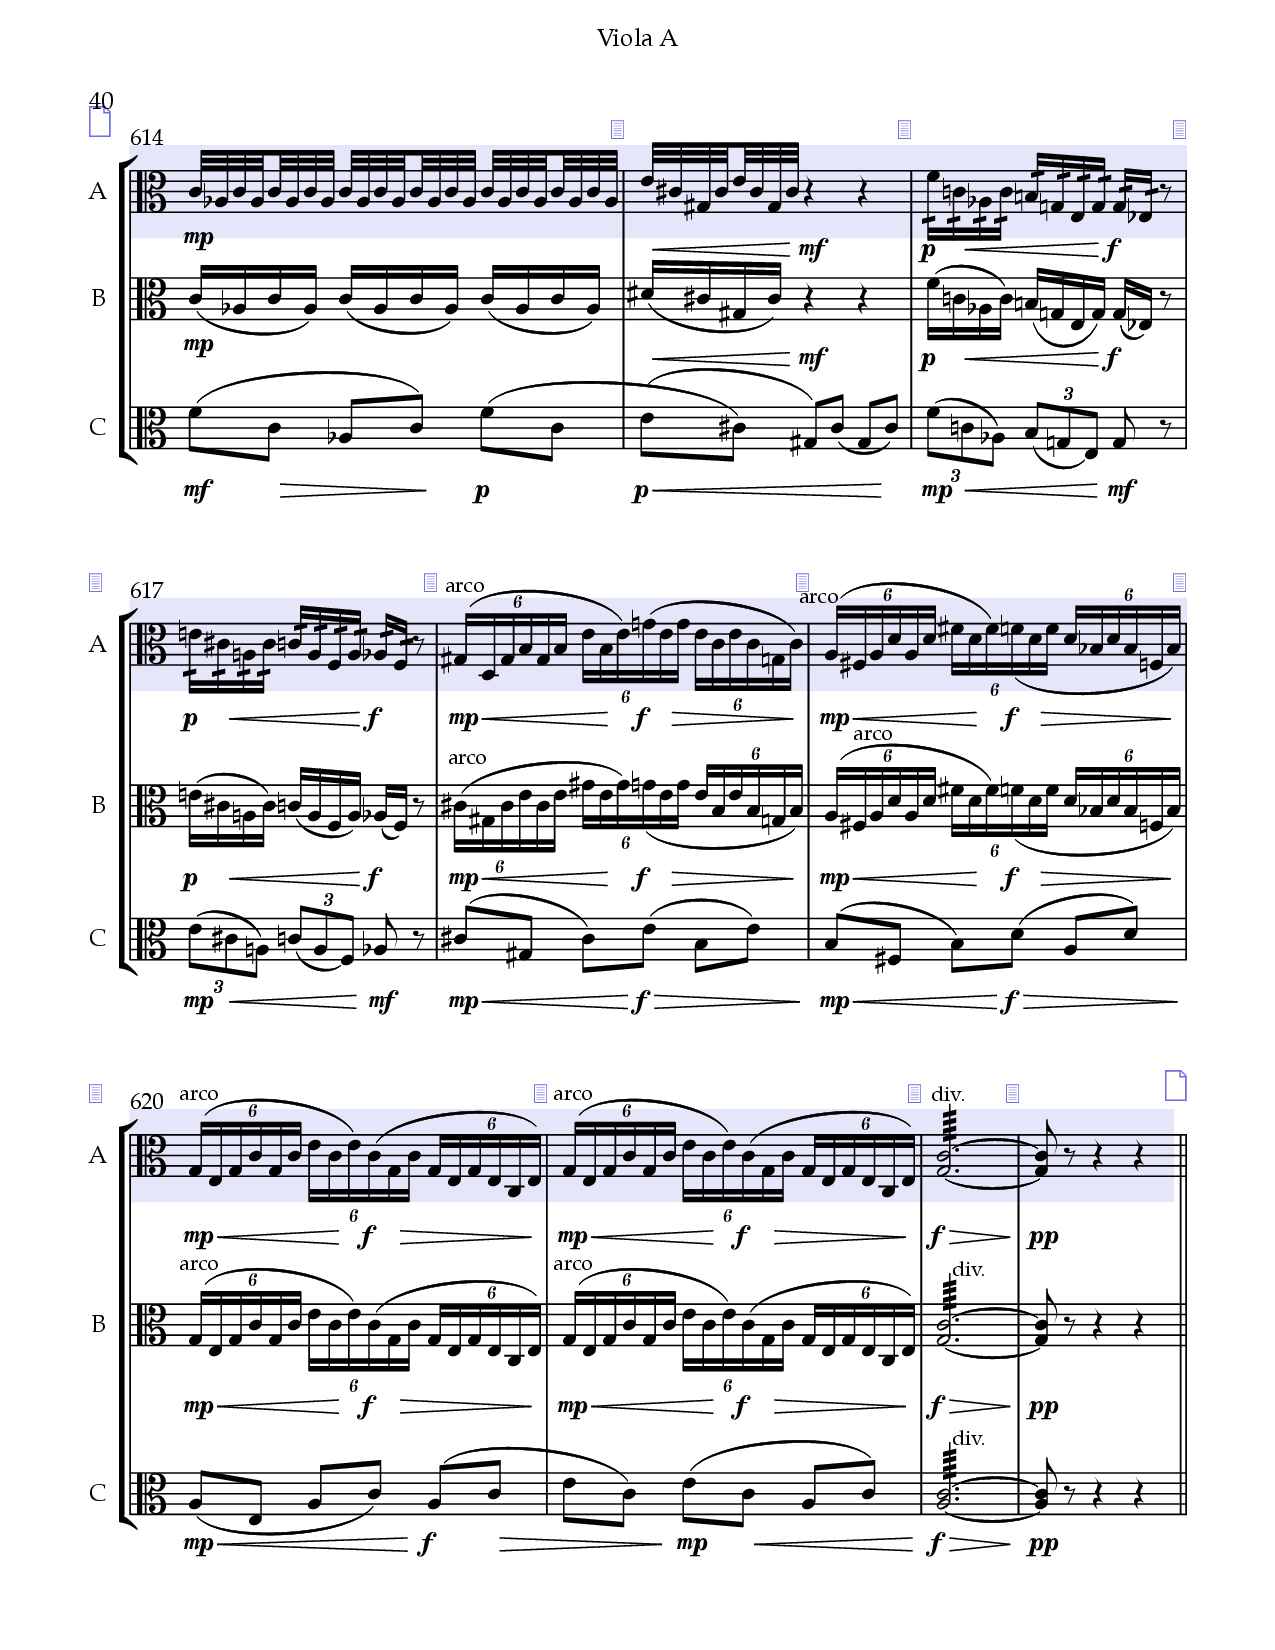 Viola A
40
614
A
mp mf p f
B
mp mf p f
3
C
3
mf p p mp mf
617
arco
arco
6 6 6
A
6 6 6
p f mp f mp f
arco
arco
6 6 6
B
6 6 6
p f mp f mp f
3
C
3
mp mf mp f mp f
620
arco arco div.
6 6 6 6
A
6 6
mp f mp f f pp
arco arco div.
6 6 6 6
B
6 6
mp f mp f f pp
div.
C
mp f mp f pp